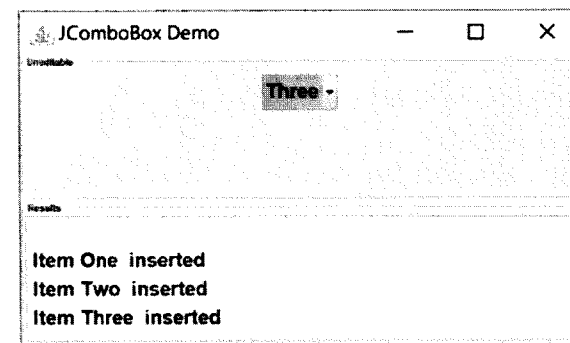 JComboBox Demo
Uneditable
Three
Results
Item One inserted
Item Two inserted
Item Three inserted